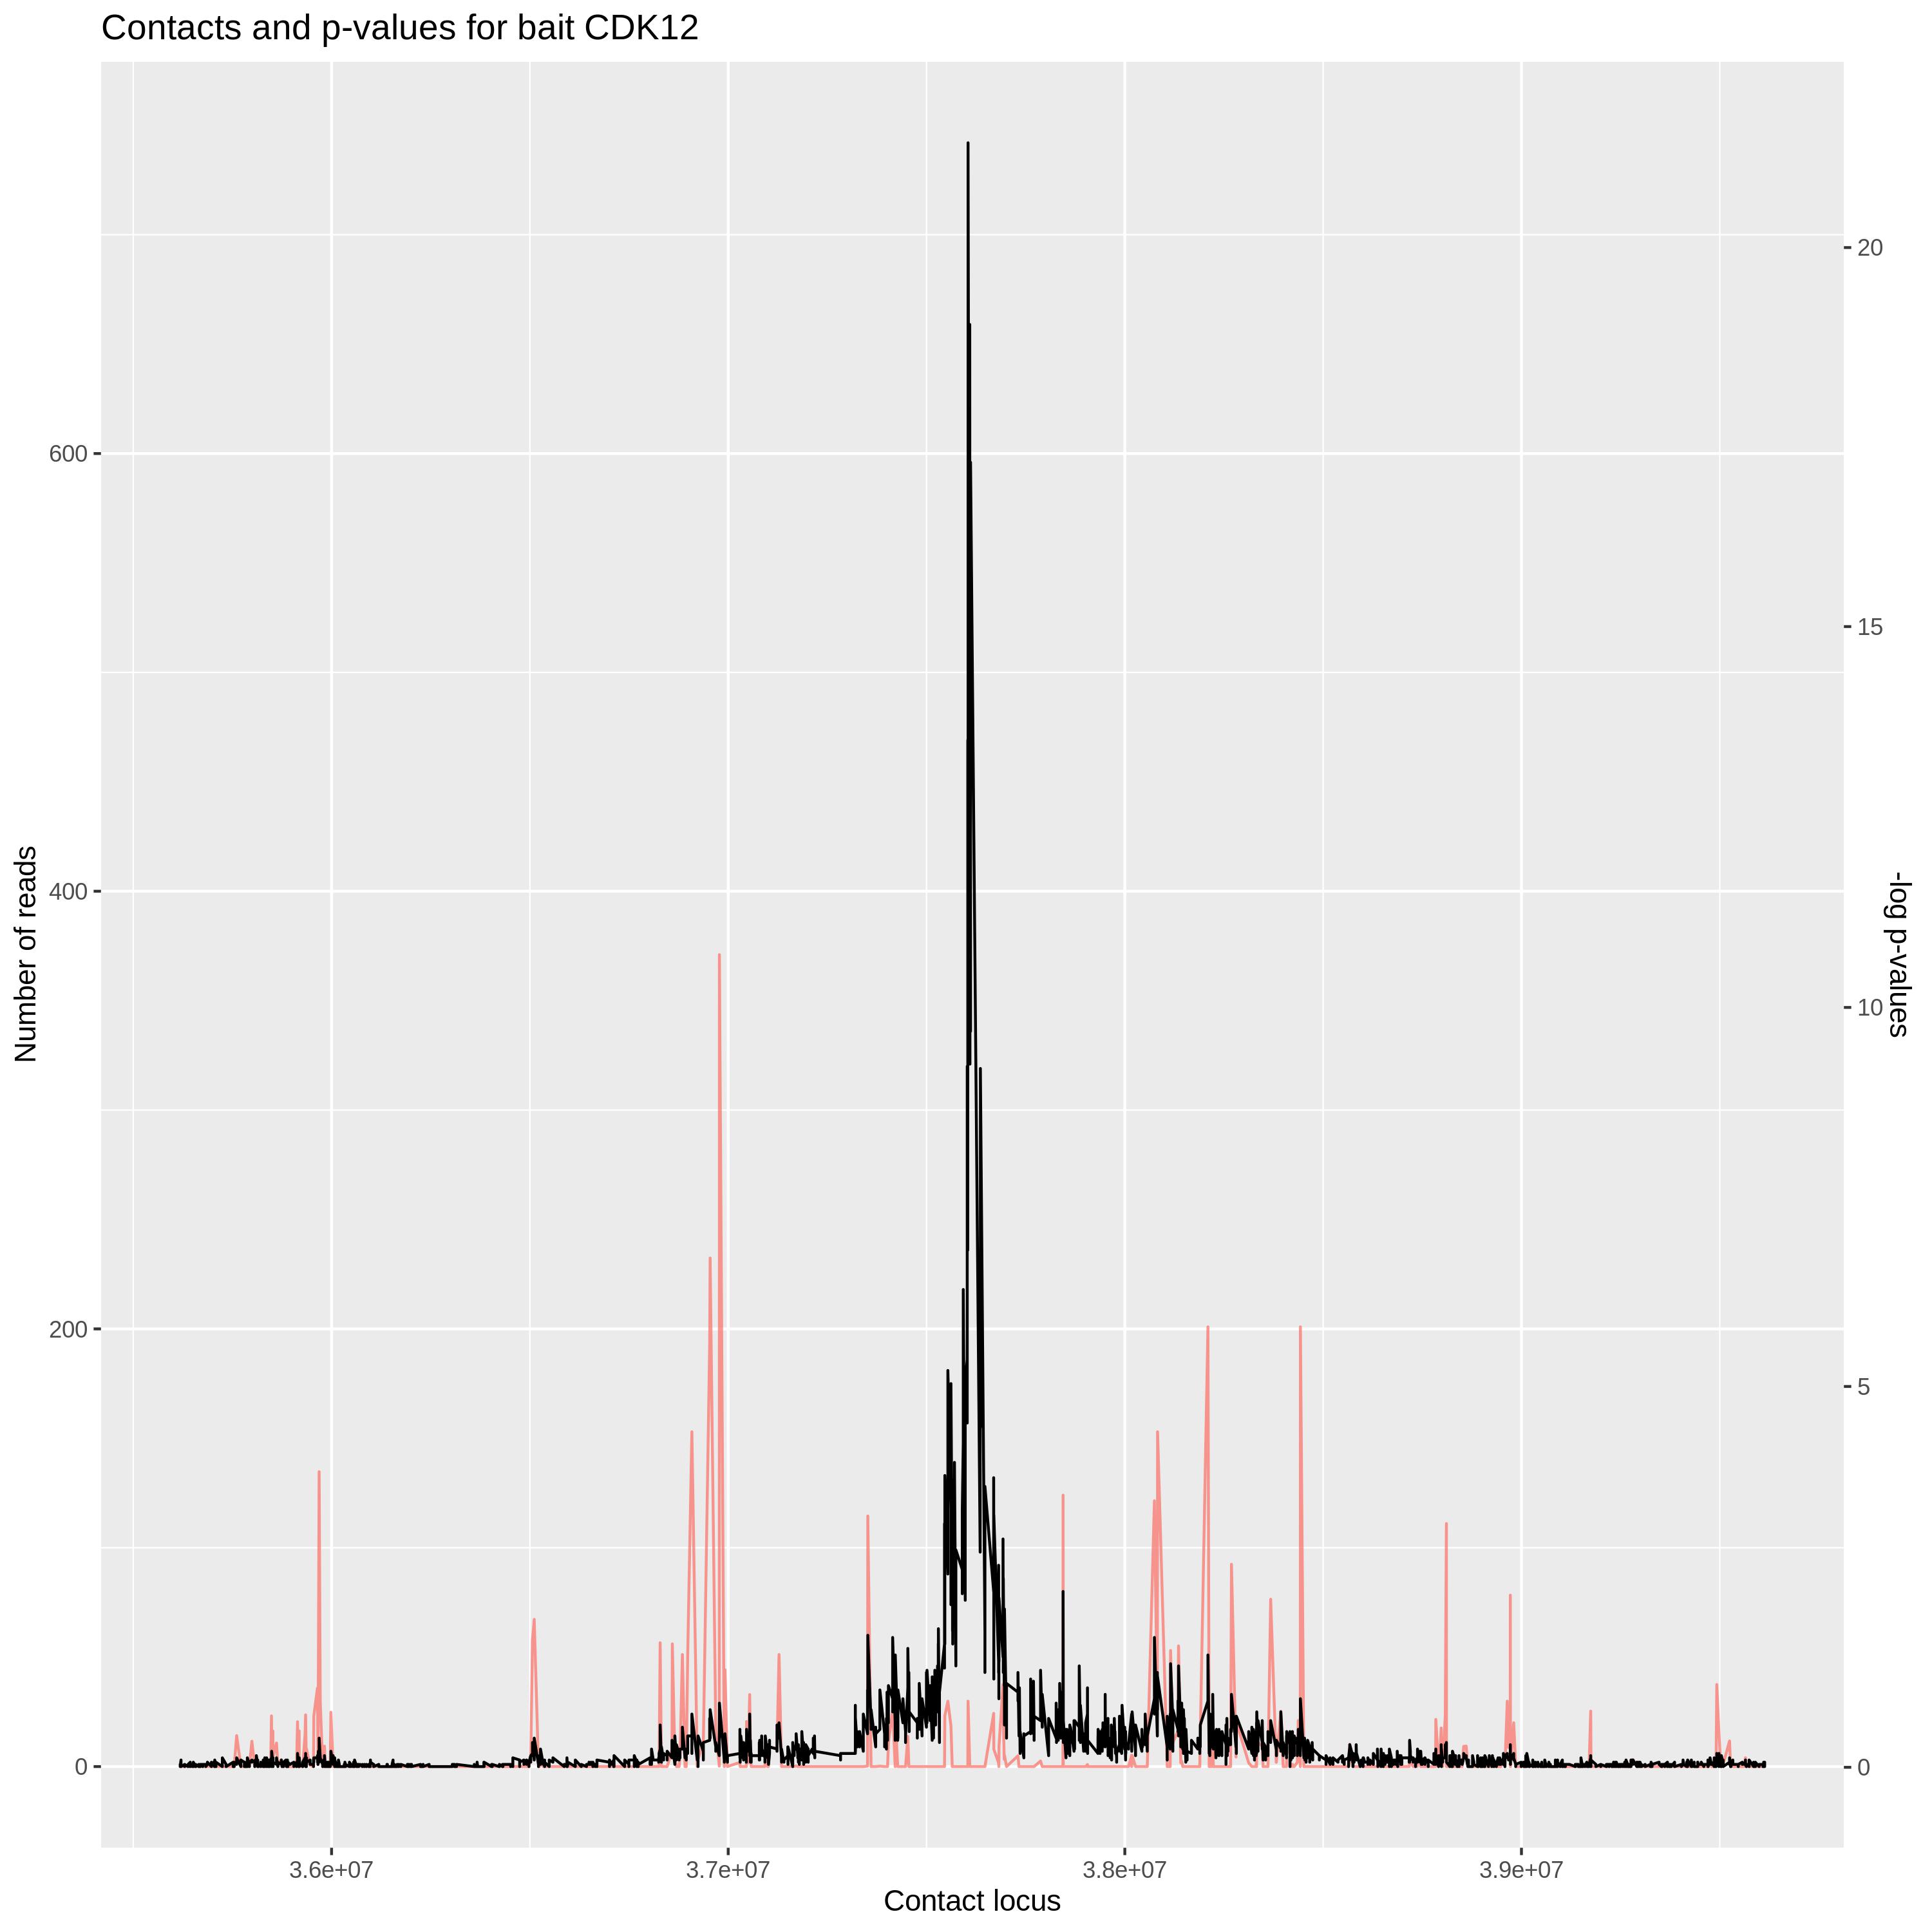 Contacts and p-values for bait CDK12
Number of reads
600
400
200
0
20
15
10
5
0
-log p-values
3.6e+07
3.7e+07
3.8e+07
3.9e+07
Contact locus